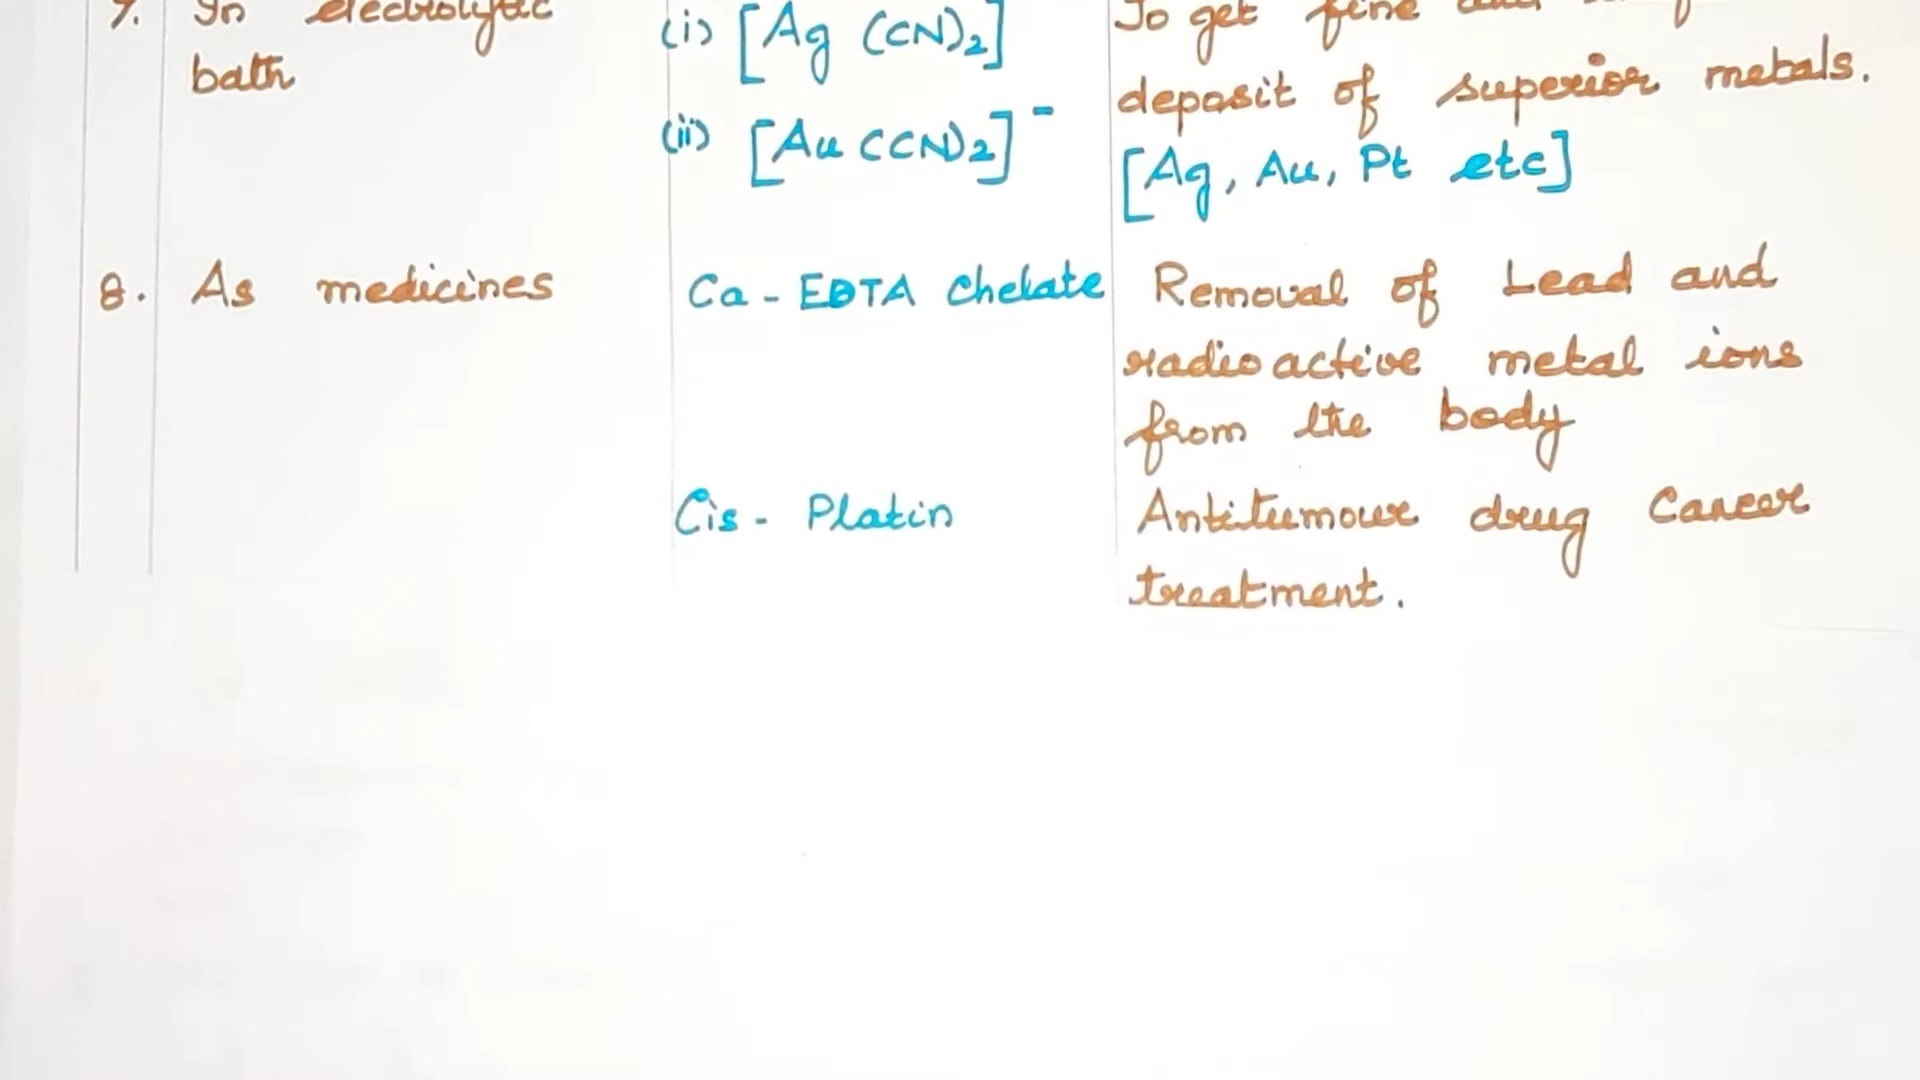 7. In electrolytic (i) [Ag (CN)2] To get fine
bath deposit of superior metals.
(ii) [Au (CN)2]⁻ [Ag, Au, Pt etc]
8. As medicines Ca - EDTA chelate Removal of Lead and
radio active metal ions
from the body
Cis - Platin Antitumour drug Cancer
treatment.